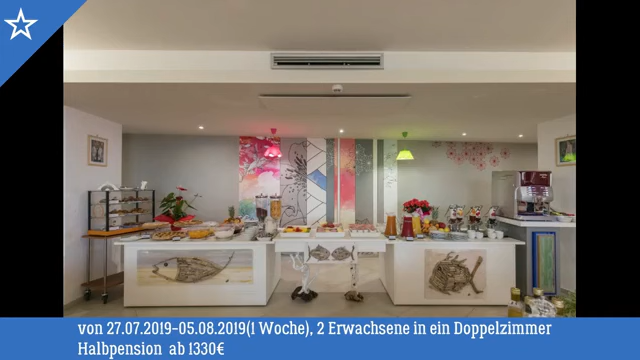 von 27.07.2019-05.08.2019(1 Woche), 2 Erwachsene in ein Doppelzimmer
Halbpension ab 1330€